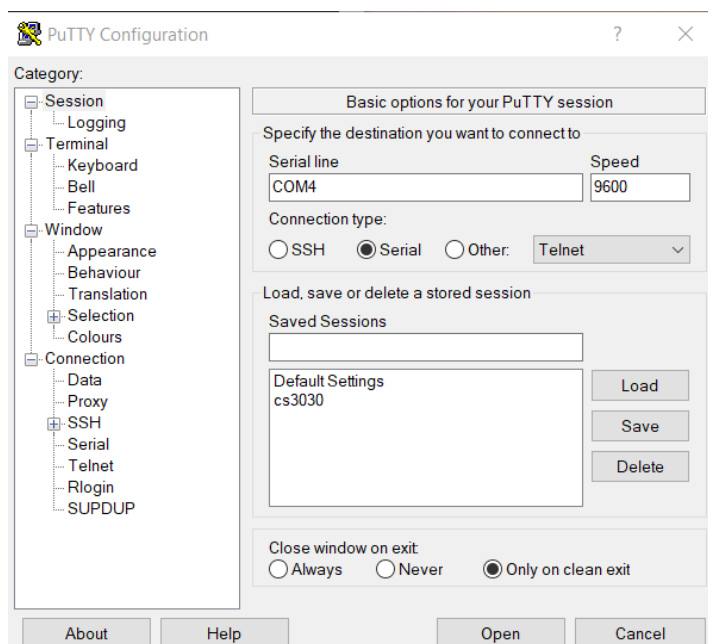 PuTTY Configuration
?
Category:
Session
Logging
Terminal
Keyboard
Bell
Features
Window
Appearance
Behaviour
Translation
Selection
Colours
Connection
Data
Proxy
SSH
Serial
Telnet
Rlogin
SUPDUP
Basic options for your PuTTY session
Specify the destination you want to connect to
Serial line Speed
COM4 9600
Connection type:
SSH Serial Other: Telnet
Load, save or delete a stored session
Saved Sessions
Default Settings
cs3030
Load
Save
Delete
Close window on exit:
Always Never Only on clean exit
About Help Open Cancel